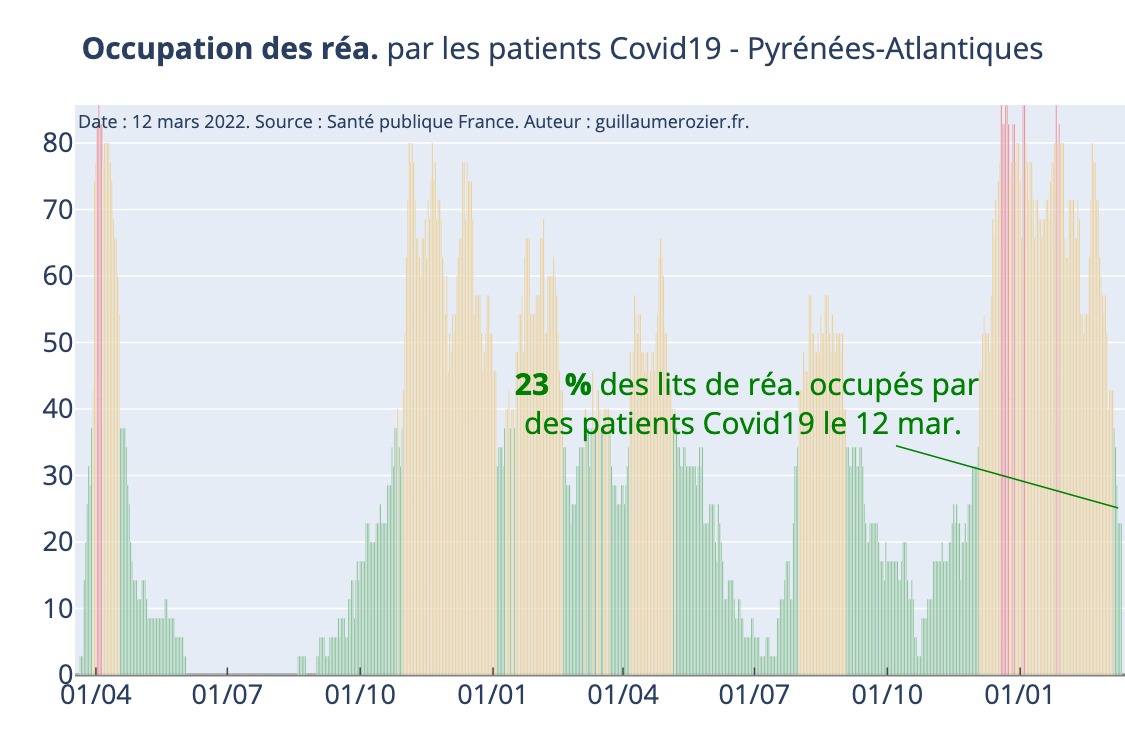 Occupation des réa. par les patients Covid19 - Pyrénées-Atlantiques
Date : 12 mars 2022. Source : Santé publique France. Auteur : guillaumerozier.fr.
80
70
60
50
23 % des lits de réa. occupés par
40
des patients Covid19 le 12 mar.
30
20
10
0
01/04 01/07 01/10 01/01 01/04 01/07 01/10 01/01